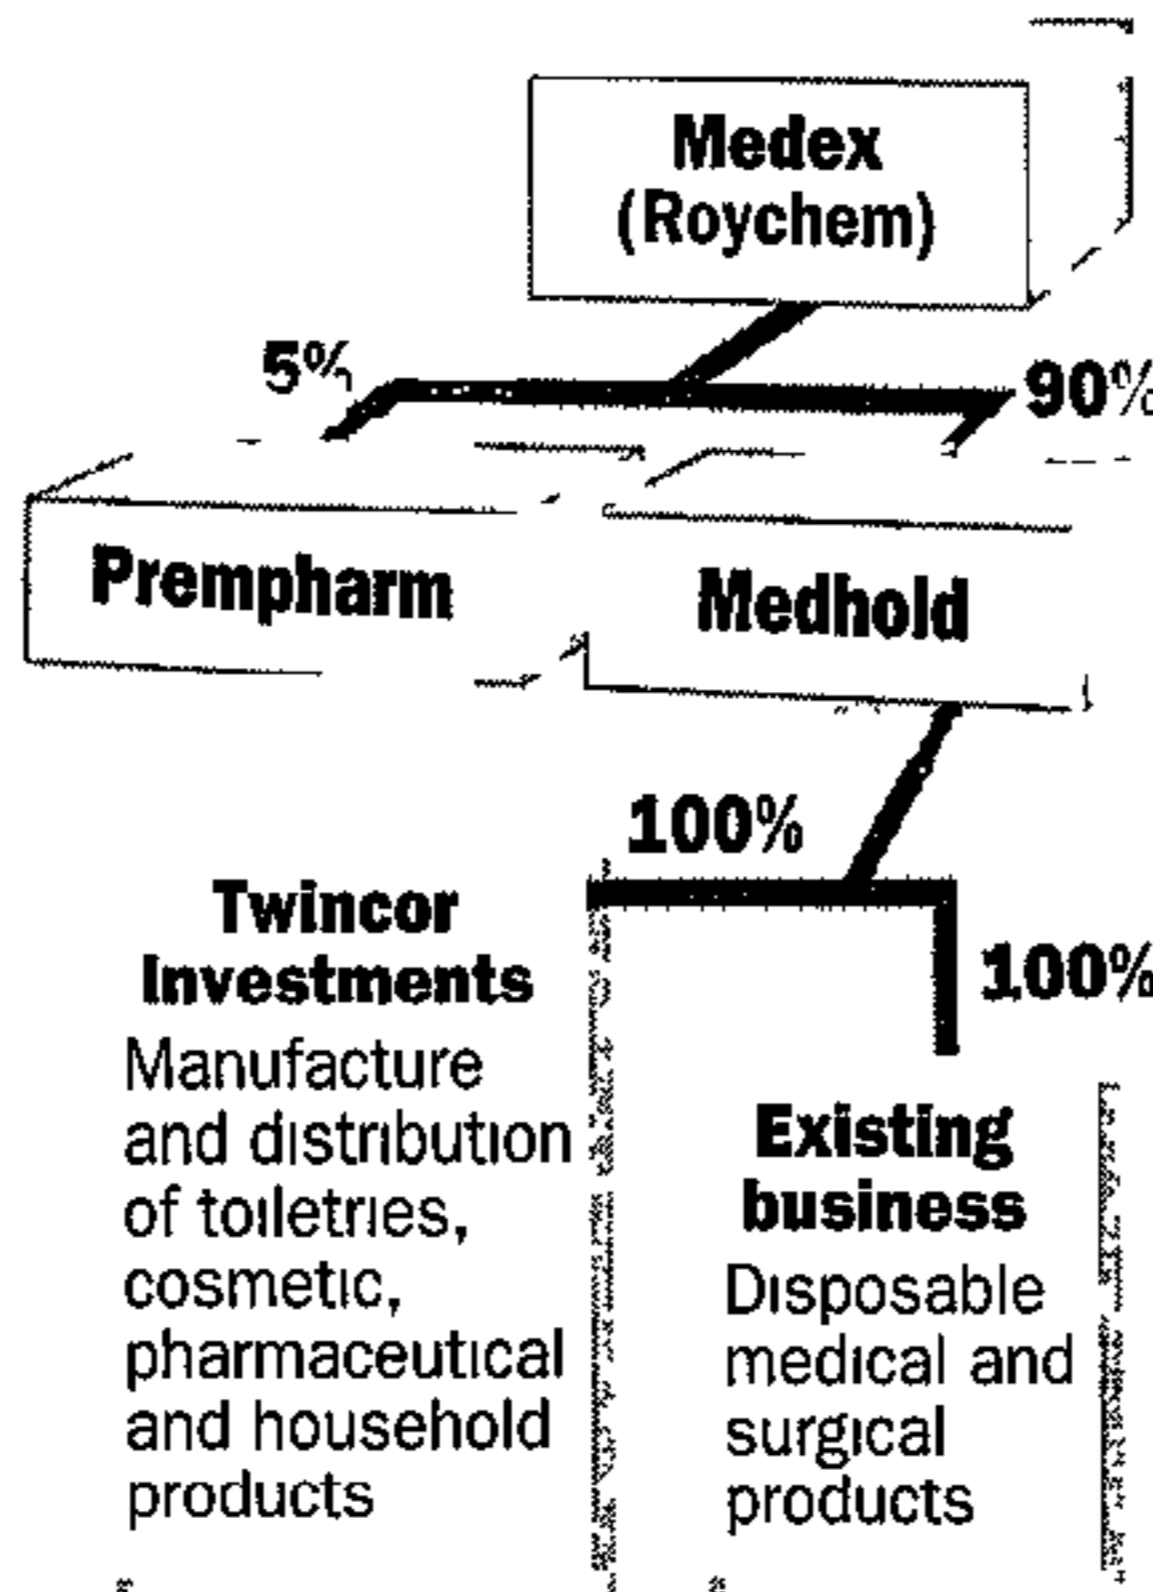 Medex
(Roychem)
5%
90%
Prempharm
Medhold
100%
Twincor
Investments
Manufacture
and distribution
of toiletries,
cosmetic,
pharmaceutical
and household
products
100%
Existing
business
Disposable
medical and
surgical
products